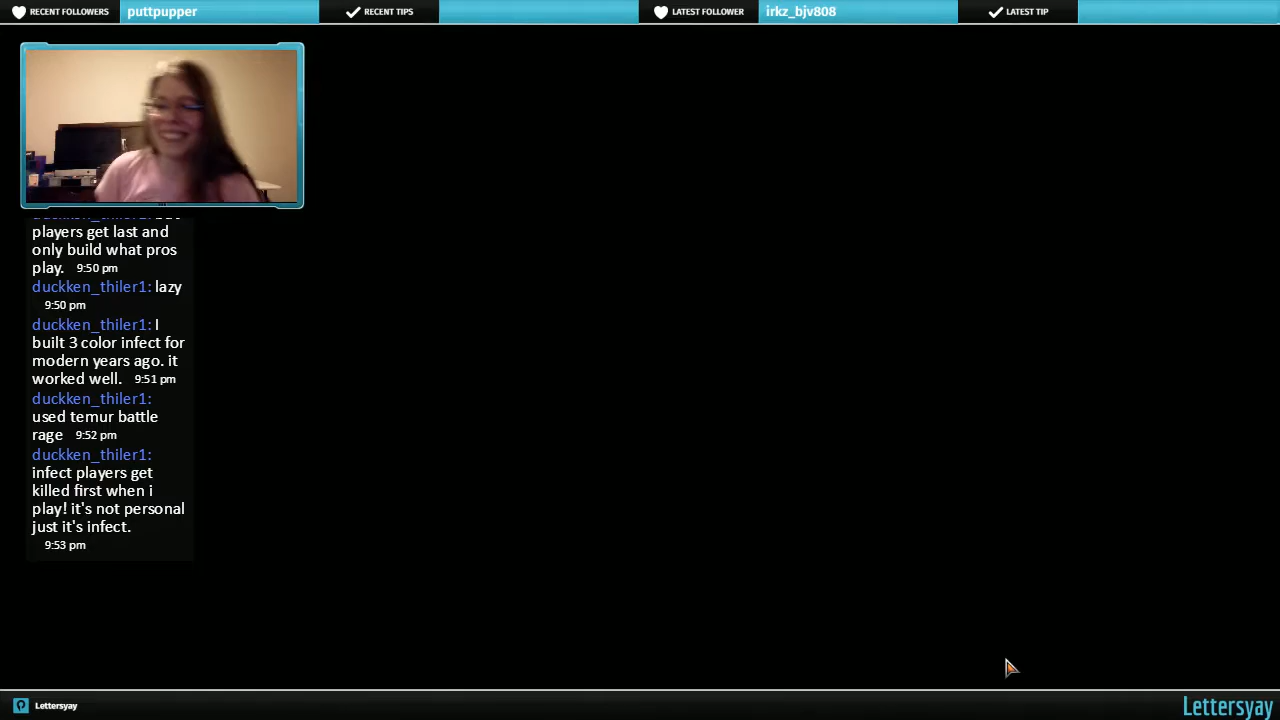 RECENT FOLLOWERS puttpupper RECENT TIPS LATEST FOLLOWER irkz_bjv808 LATEST TIP
players get last and
only build what pros
play. 9:50 pm
duckken_thiler1: lazy
9:50 pm
duckken_thiler1: I
built 3 color infect for
modern years ago. it
worked well. 9:51 pm
duckken_thiler1:
used temur battle
rage 9:52 pm
duckken_thiler1:
infect players get
killed first when i
play! it's not personal
just it's infect.
9:53 pm
Lettersyay
Lettersyay